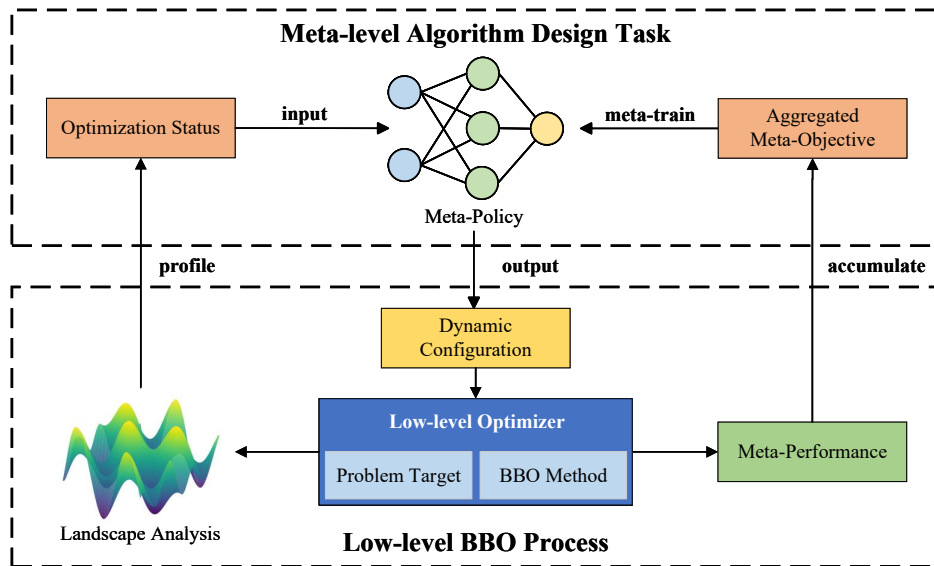 Meta-level Algorithm Design Task
Optimization Status
input
meta-train
Aggregated
Meta-Objective
Meta-Policy
profile
output
accumulate
Dynamic
Configuration
Low-level Optimizer
Problem Target
BBO Method
Meta-Performance
Landscape Analysis
Low-level BBO Process